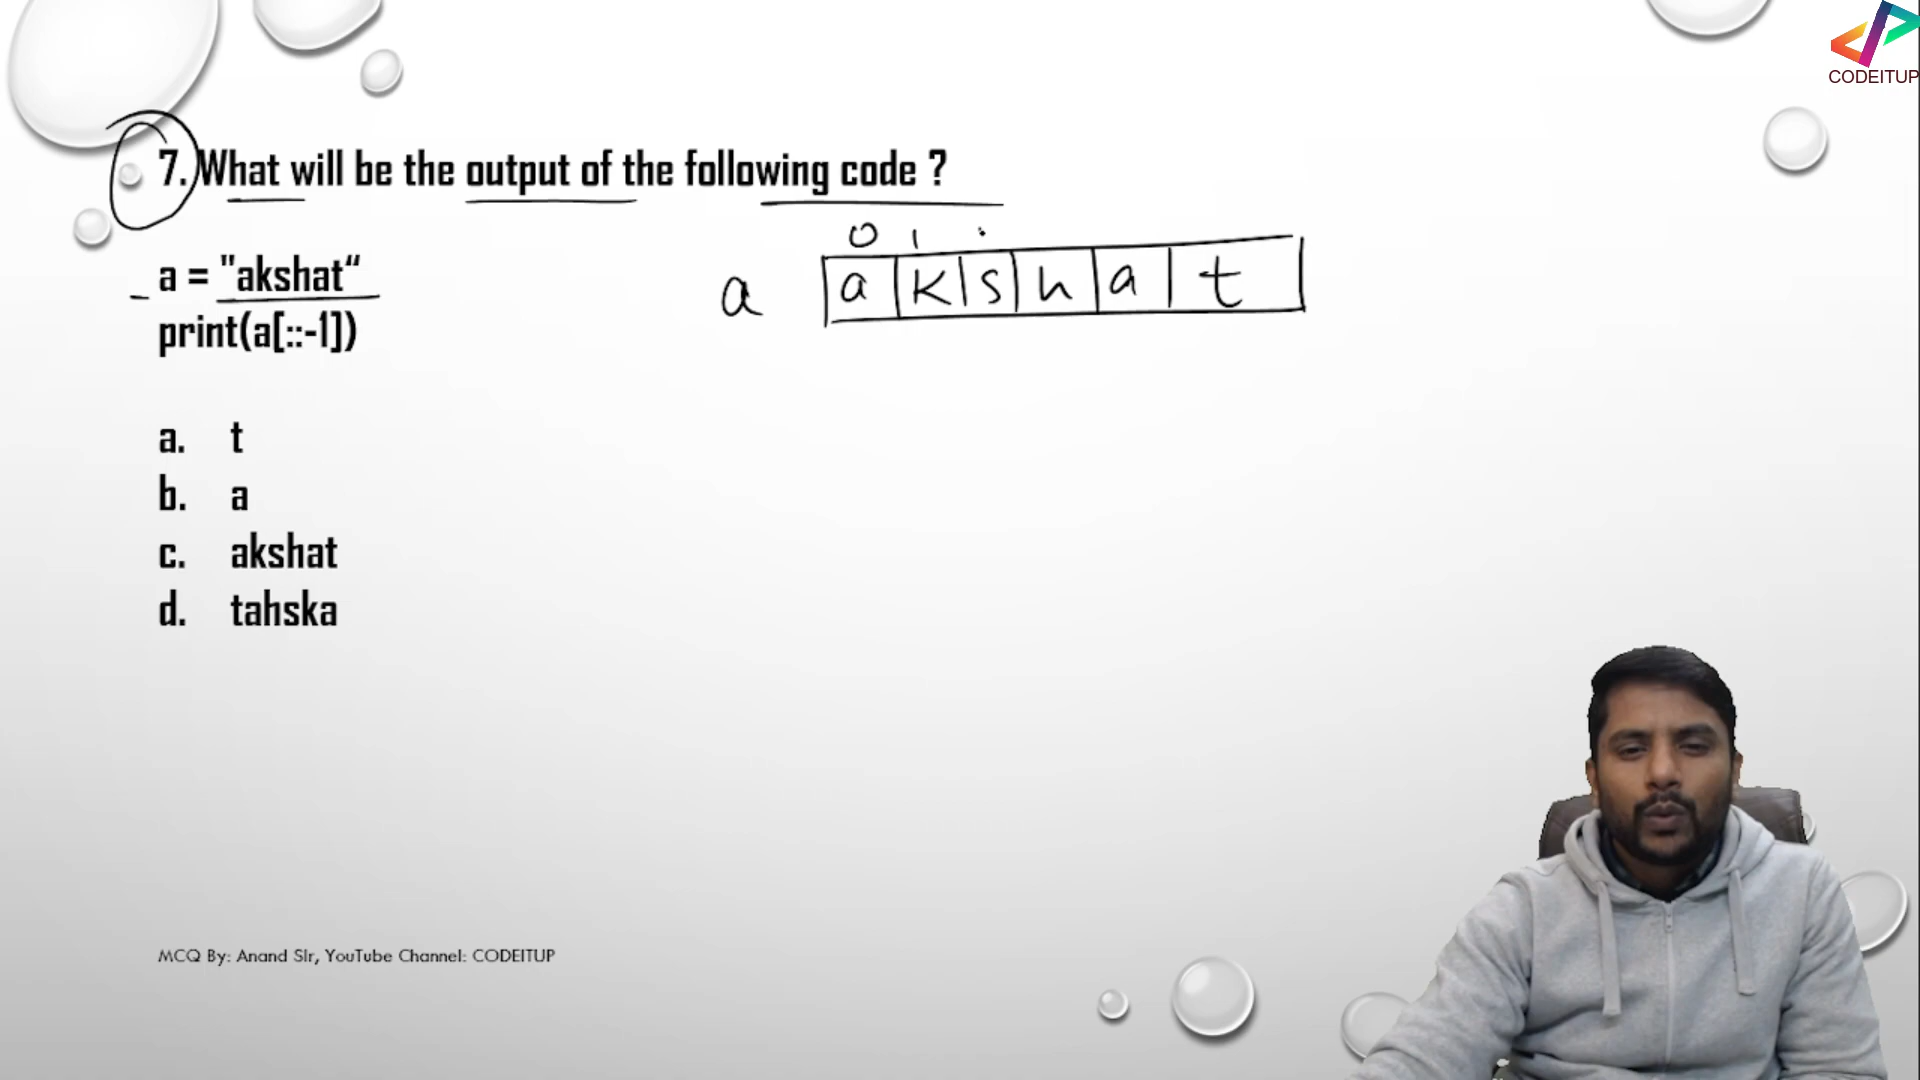 CODEITUP
7. What will be the output of the following code ?
0 1
a = "akshat“
a a k s h a t
print(a[::-1])
a. t
b. a
c. akshat
d. tahska
MCQ By: Anand SIr, YouTube Channel: CODEITUP